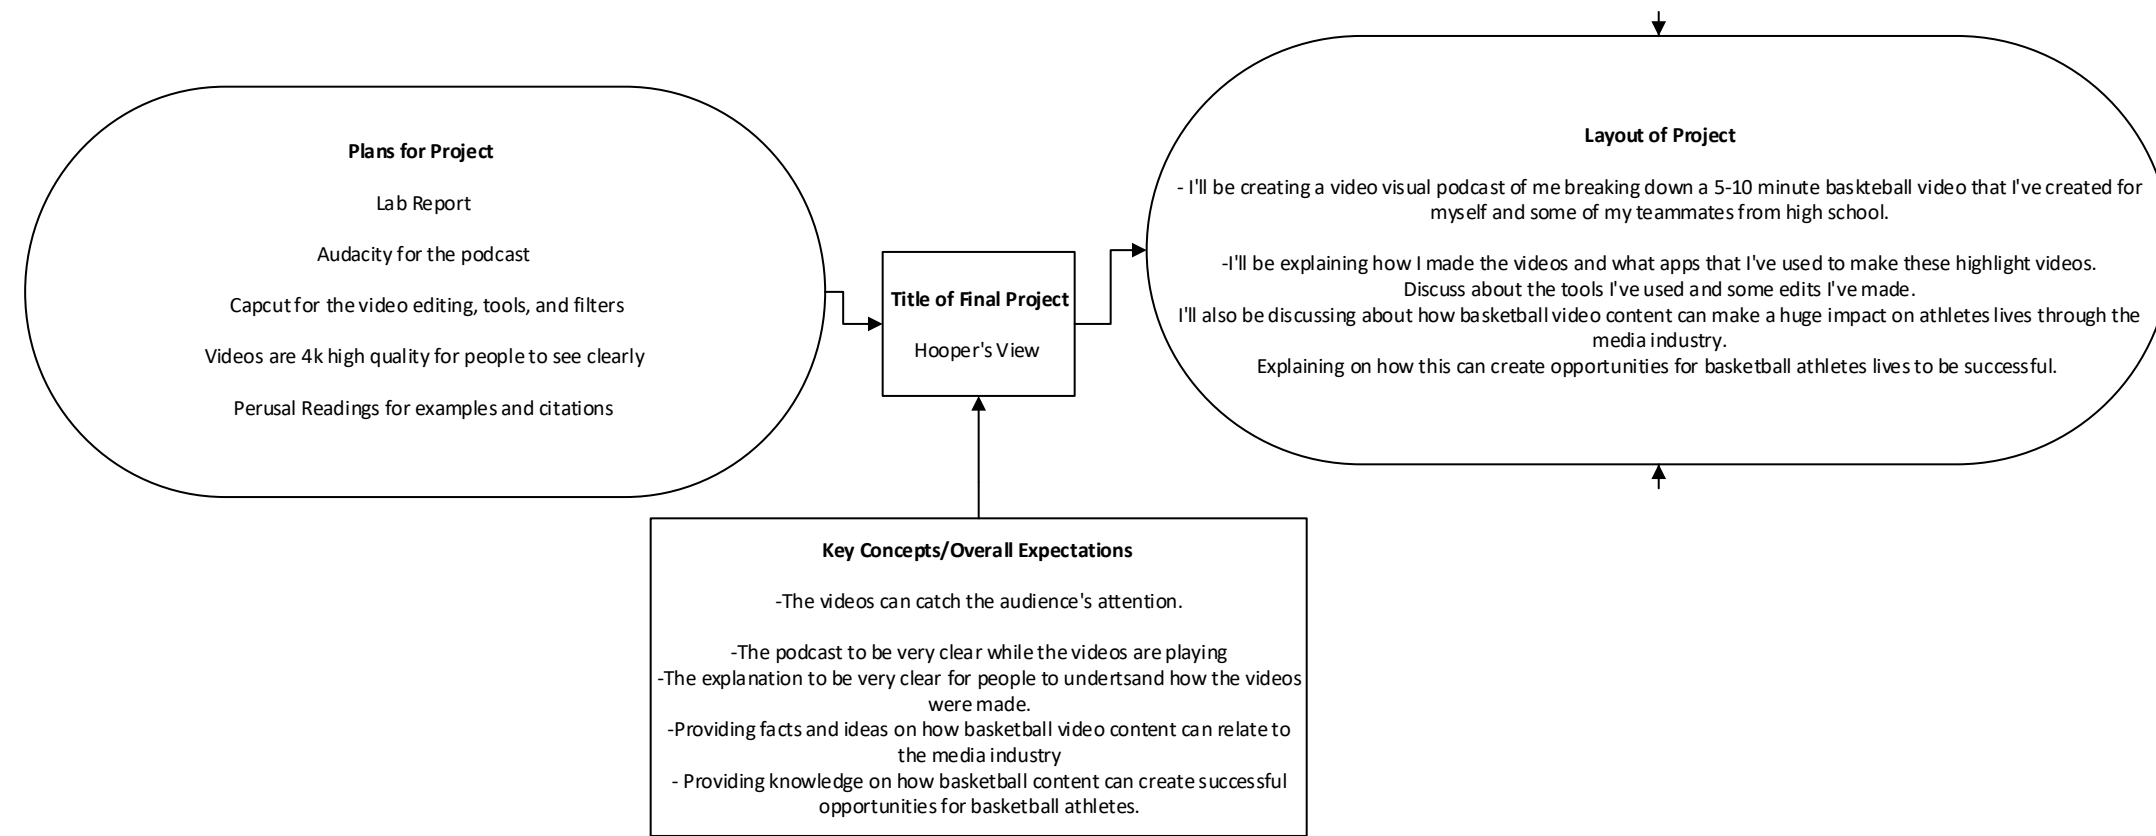 Plans for Project
Lab Report
Audacity for the podcast
Capcut for the video editing, tools, and filters
Videos are 4k high quality for people to see clearly
Perusal Readings for examples and citations
Title of Final Project
Hooper's View
Layout of Project
- I'll be creating a video visual podcast of me breaking down a 5-10 minute baskteball video that I've created for
myself and some of my teammates from high school.
-I'll be explaining how I made the videos and what apps that I've used to make these highlight videos.
Discuss about the tools I've used and some edits I've made.
I'll also be discussing about how basketball video content can make a huge impact on athletes lives through the
media industry.
Explaining on how this can create opportunities for basketball athletes lives to be successful.
Key Concepts/Overall Expectations
-The videos can catch the audience's attention.
-The podcast to be very clear while the videos are playing
-The explanation to be very clear for people to undertsand how the videos
were made.
-Providing facts and ideas on how basketball video content can relate to
the media industry
- Providing knowledge on how basketball content can create successful
opportunities for basketball athletes.